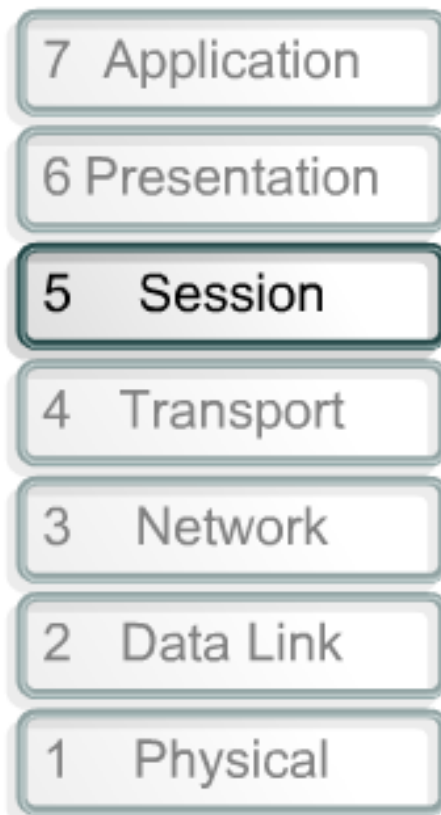 7 Application
6 Presentation
5 Session
4 Transport
3 Network
2 Data Link
1 Physical